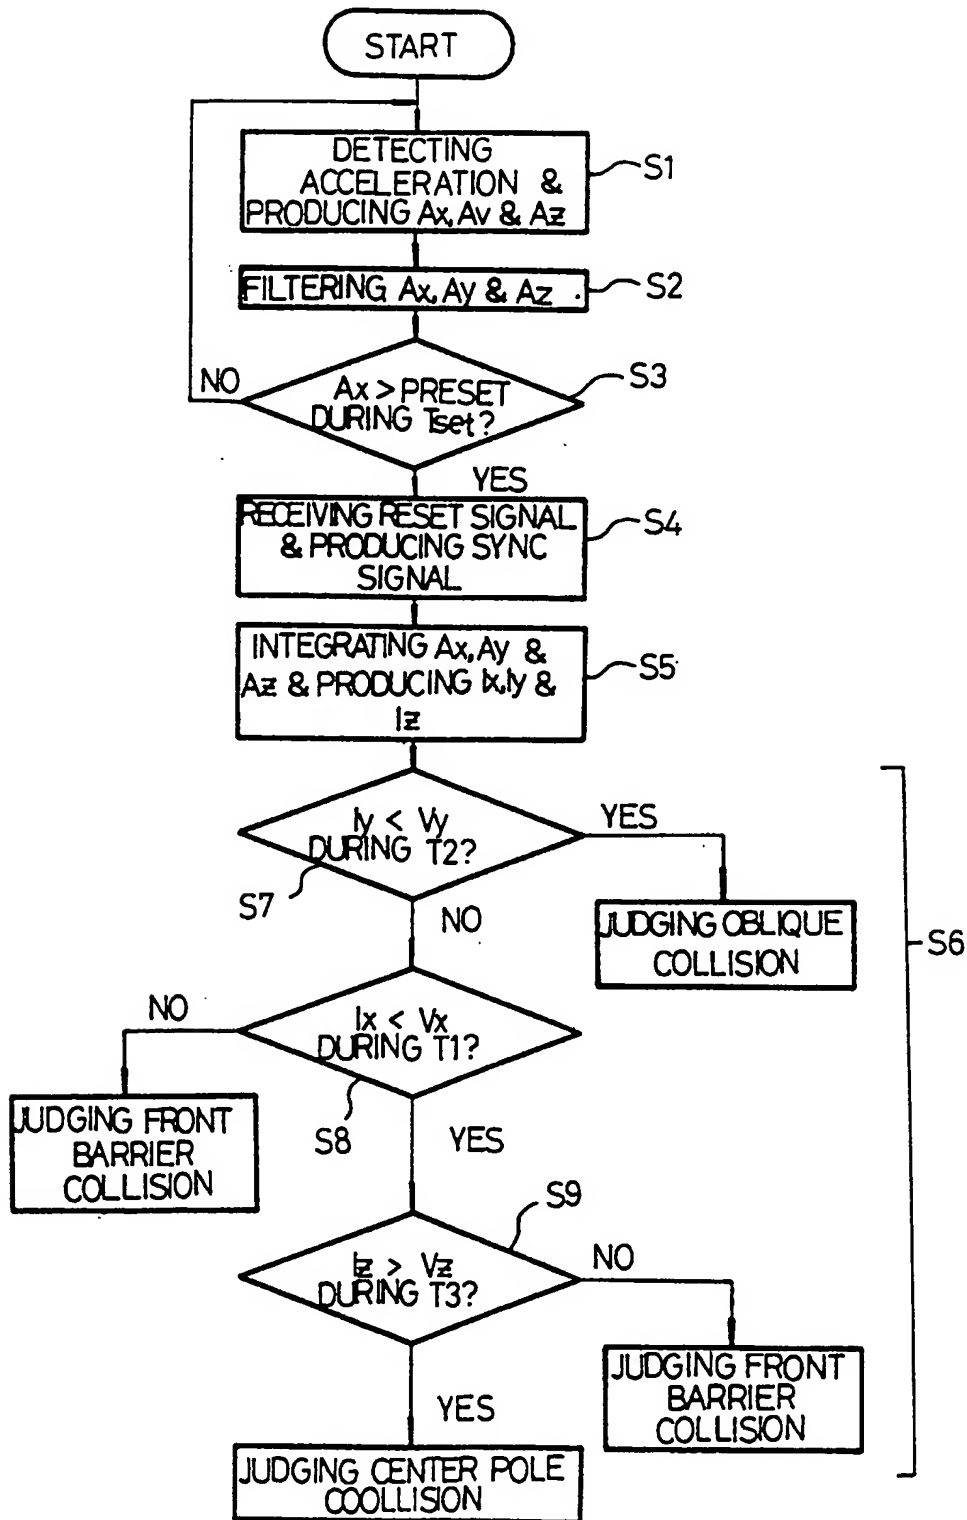 START
DETECTING
ACCELERATION &
PRODUCING Ax, Av & Az
S1
FILTERING Ax, Ay & Az
S2
Ax > PRESET
DURING Tset?
S3
NO
YES
RECEIVING RESET SIGNAL
& PRODUCING SYNC
SIGNAL
S4
INTEGRATING Ax, Ay &
Az & PRODUCING Ix, Iy &
Iz
S5
Iy < Vy
DURING T2?
YES
S7
NO
JUDGING OBLIQUE
COLLISION
S6
Ix < Vx
DURING T1?
NO
S8
YES
JUDGING FRONT
BARRIER
COLLISION
S9
Iz > Vz
DURING T3?
NO
YES
JUDGING FRONT
BARRIER
COLLISION
JUDGING CENTER POLE
COOLLISION